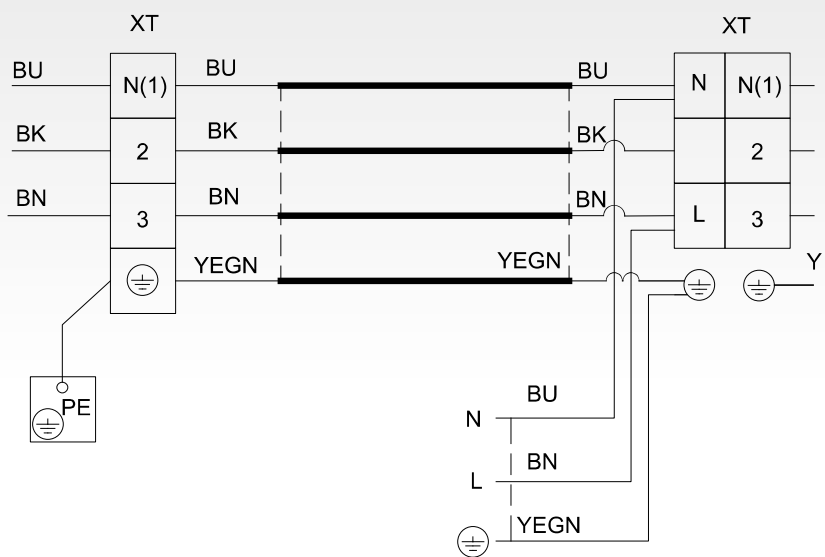 XT XT
BU N(1) BU BU N N(1)
BK 2 BK BK 2
BN 3 BN BN L 3
YEGN YEGN Y
PE
N BU
L BN
YEGN